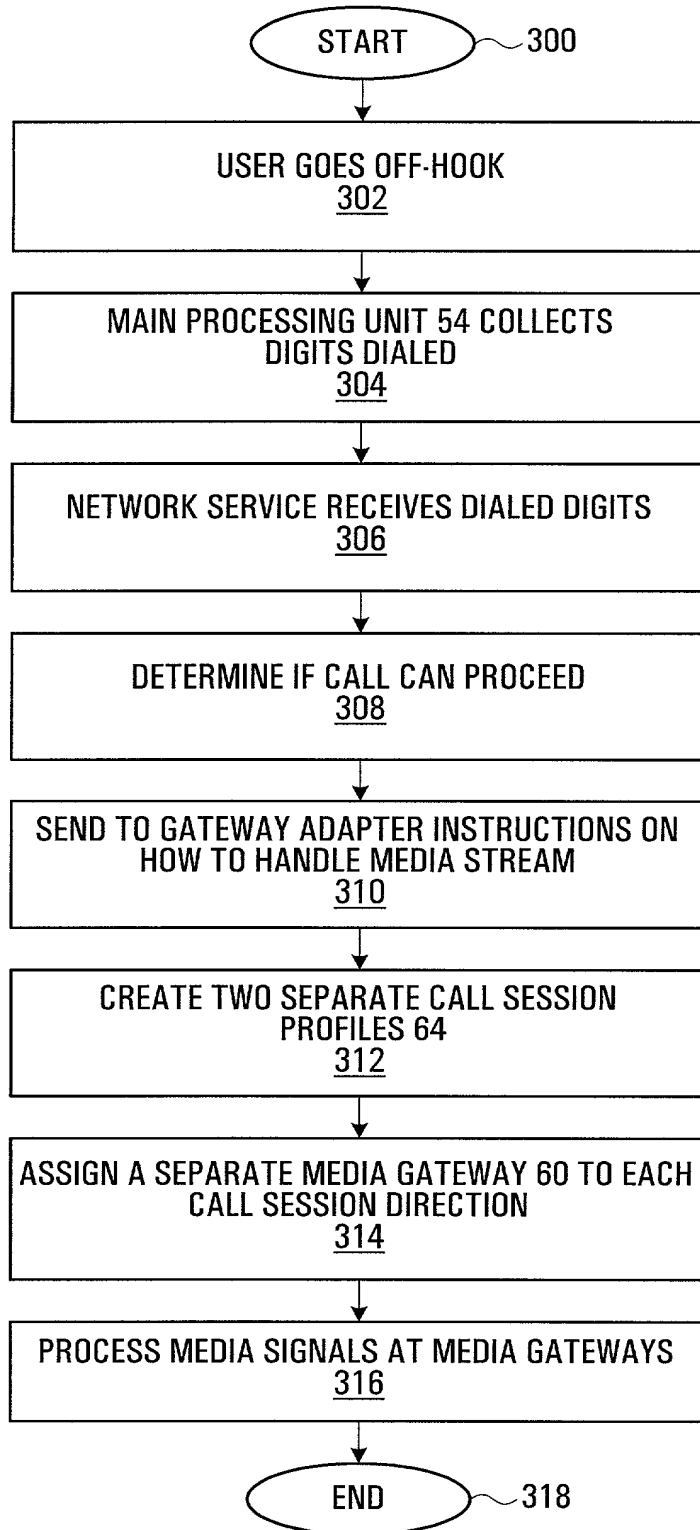 START
300
USER GOES OFF-HOOK
302
MAIN PROCESSING UNIT 54 COLLECTS
DIGITS DIALED
304
NETWORK SERVICE RECEIVES DIALED DIGITS
306
DETERMINE IF CALL CAN PROCEED
308
SEND TO GATEWAY ADAPTER INSTRUCTIONS ON
HOW TO HANDLE MEDIA STREAM
310
CREATE TWO SEPARATE CALL SESSION
PROFILES 64
312
ASSIGN A SEPARATE MEDIA GATEWAY 60 TO EACH
CALL SESSION DIRECTION
314
PROCESS MEDIA SIGNALS AT MEDIA GATEWAYS
316
END
318